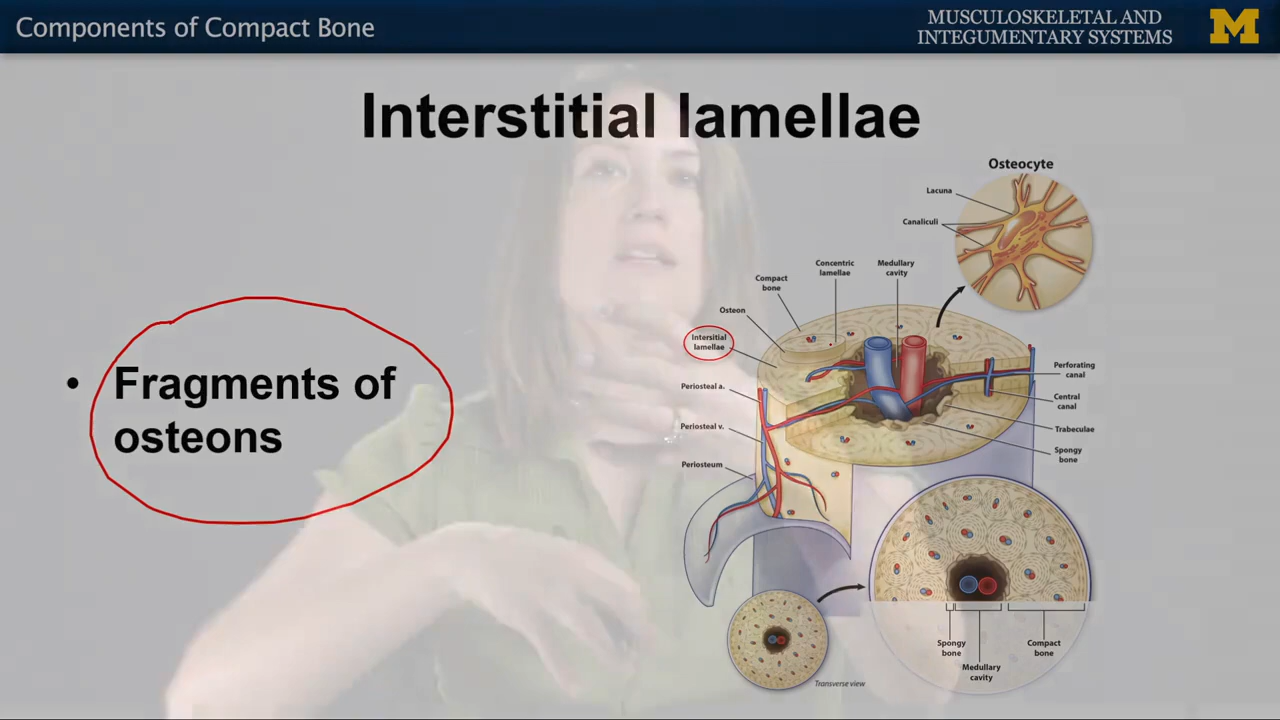 Components of Compact Bone
MUSCULOSKELETAL AND
INTEGUMENTARY SYSTEMS
M
Interstitial lamellae
• Fragments of
osteons
Osteocyte
Lacuna
Canaliculi
Concentric
lamellae
Medullary
cavity
Compact
bone
Osteon
Intersitial
lamellae
Periosteal a.
Periosteal v.
Periosteum
Perforating
canal
Central
canal
Trabeculae
Spongy
bone
Spongy
bone
Medullary
cavity
Compact
bone
Transverse view